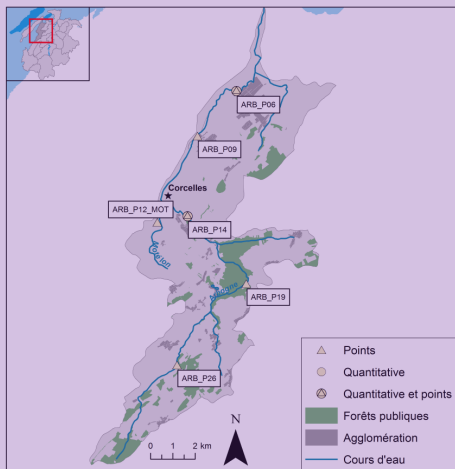 ARB_P06
ARB_P09
Corcelles
ARB_P12_MOT
ARB_P14
Arbogne
ARB_P19
ARB_P26
N
0 1 2 km
Points
Quantitative
Quantitative et points
Forêts publiques
Agglomération
Cours d'eau